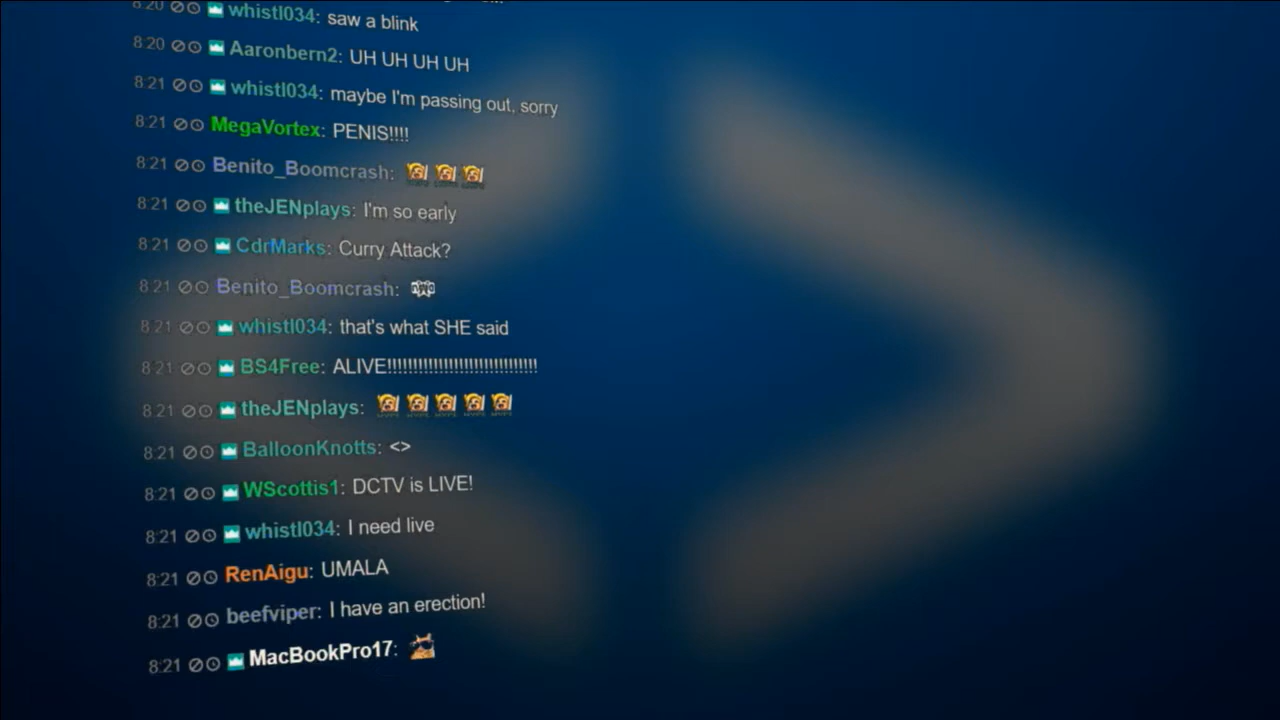 8:20 whistl034: saw a blink
8:20 Aaronbern2: UH UH UH UH
8:21 whistl034: maybe I'm passing out, sorry
8:21 MegaVortex: PENIS!!!!
8:21 Benito_Boomcrash:
8:21 theJENplays: I'm so early
8:21 CdrMarks: Curry Attack?
8:21 Benito_Boomcrash:
8:21 whistl034: that's what SHE said
8:21 BS4Free: ALIVE!!!!!!!!!!!!!!!!!!!!!!!!!!!!!
8:21 theJENplays:
8:21 BalloonKnotts: <>
8:21 WScottis1: DCTV is LIVE!
8:21 whistl034: I need live
8:21 RenAigu: UMALA
8:21 beefviper: I have an erection!
8:21 MacBookPro17: